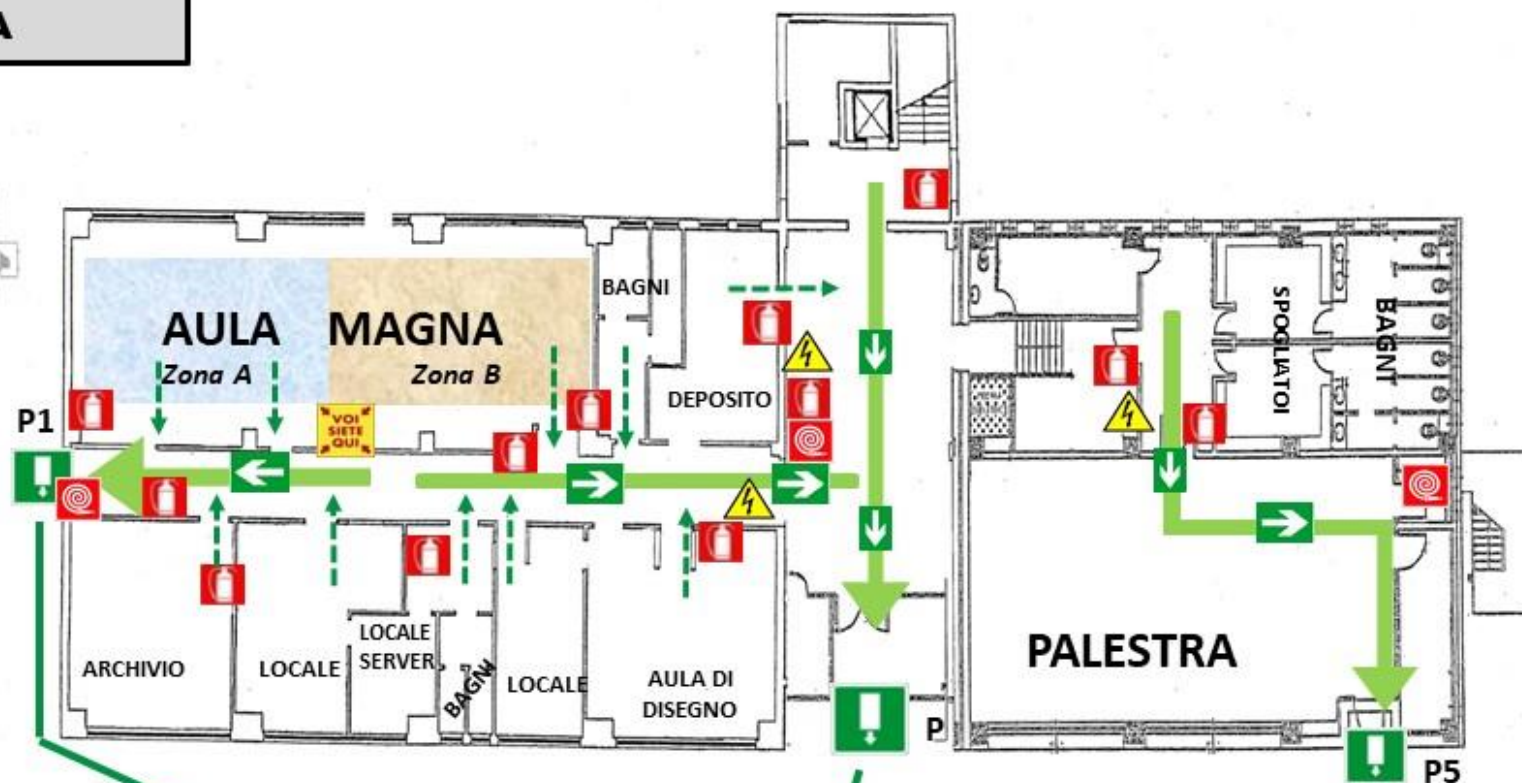 A
AULA MAGNA
Zona A
Zona B
BAGNI
DEPOSITO
SPOGLIATOI
BAGNI
P1
VOI
SIETE
QUI
ARCHIVIO
LOCALE
LOCALE
SERVER
BAGNI
LOCALE
AULA DI
DISEGNO
PALESTRA
P
P5